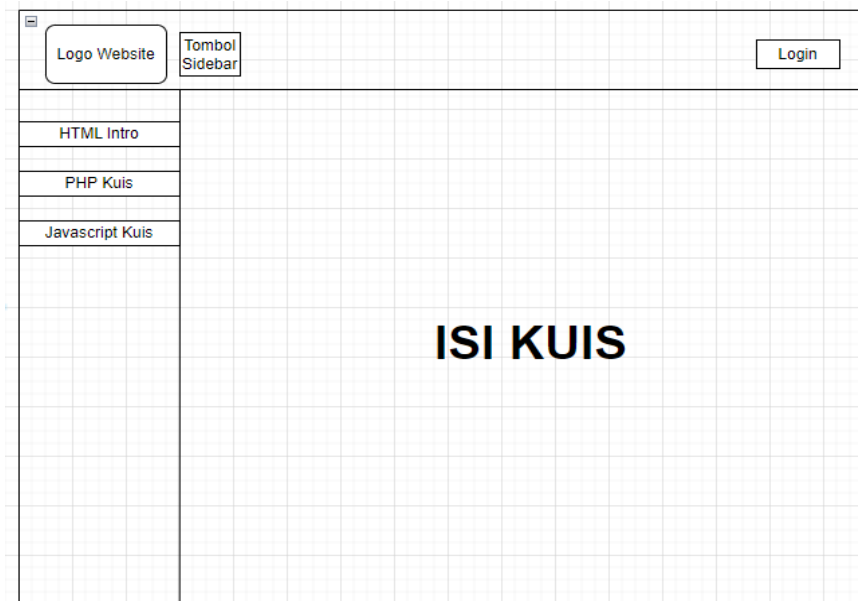 Logo Website
Tombol
Sidebar
Login
HTML Intro
PHP Kuis
Javascript Kuis
ISI KUIS